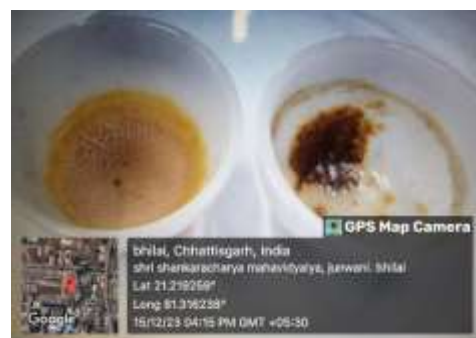 GPS Map Camera
bhilai, Chhattisgarh, India
shri shankaracharya mahavidyalya, junwani, bhilai
Lat 21.219259°
Long 81.316238°
15/12/23 04:15 PM GMT +05:30
Google